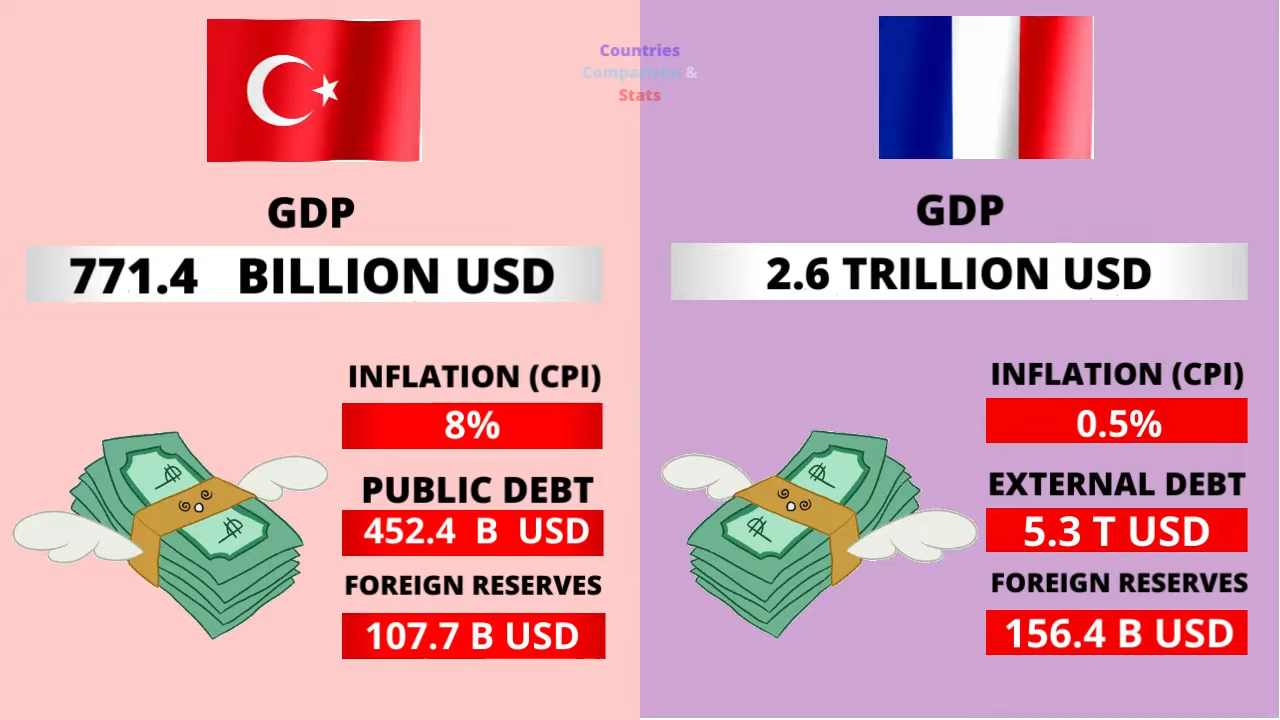 Countries
Comparison &
Stats
GDP
771.4 BILLION USD
INFLATION (CPI)
8%
PUBLIC DEBT
452.4 B USD
FOREIGN RESERVES
107.7 B USD
GDP
2.6 TRILLION USD
INFLATION (CPI)
0.5%
EXTERNAL DEBT
5.3 T USD
FOREIGN RESERVES
156.4 B USD